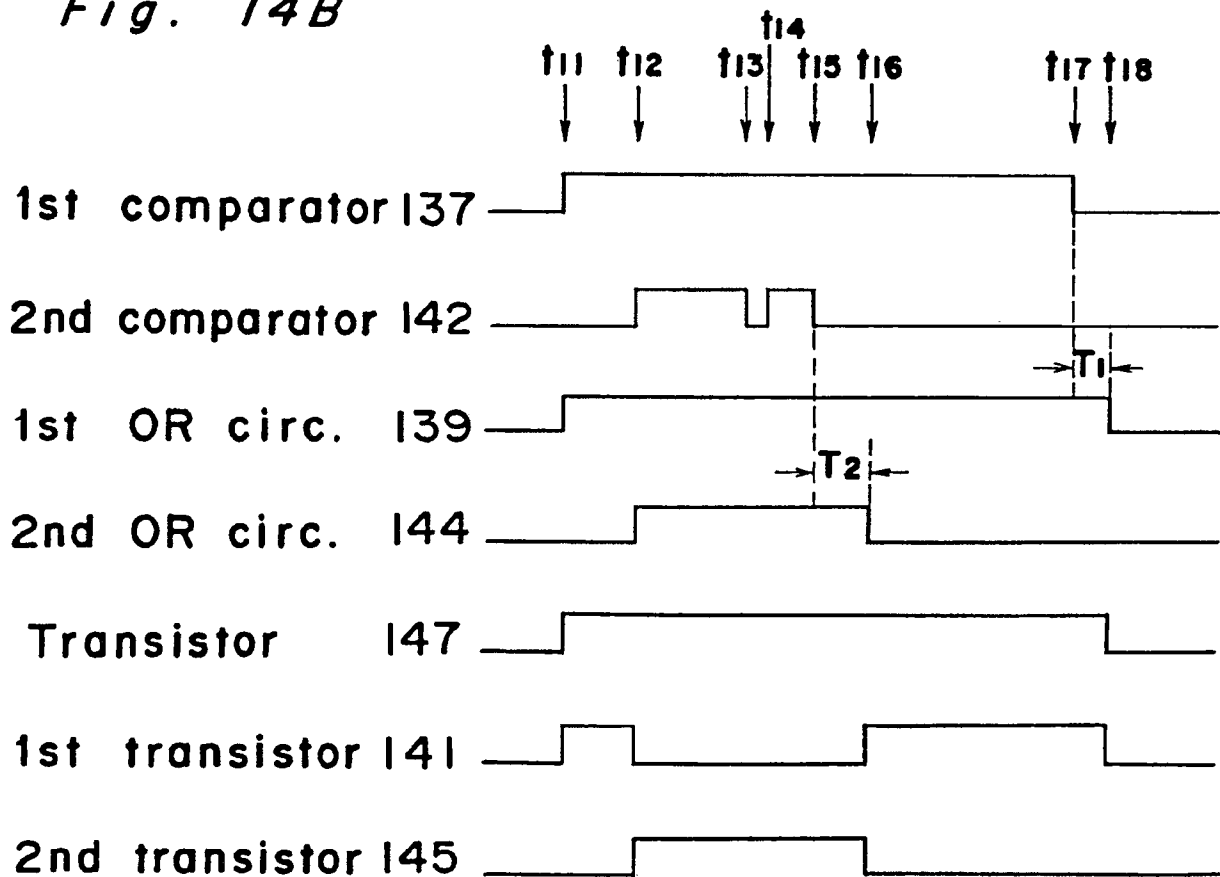 Fig. 14B
t14
t11 t12 t13 t15 t16 t17 t18
1st comparator 137
2nd comparator 142
T1
1st OR circ. 139
T2
2nd OR circ. 144
Transistor 147
1st transistor 141
2nd transistor 145